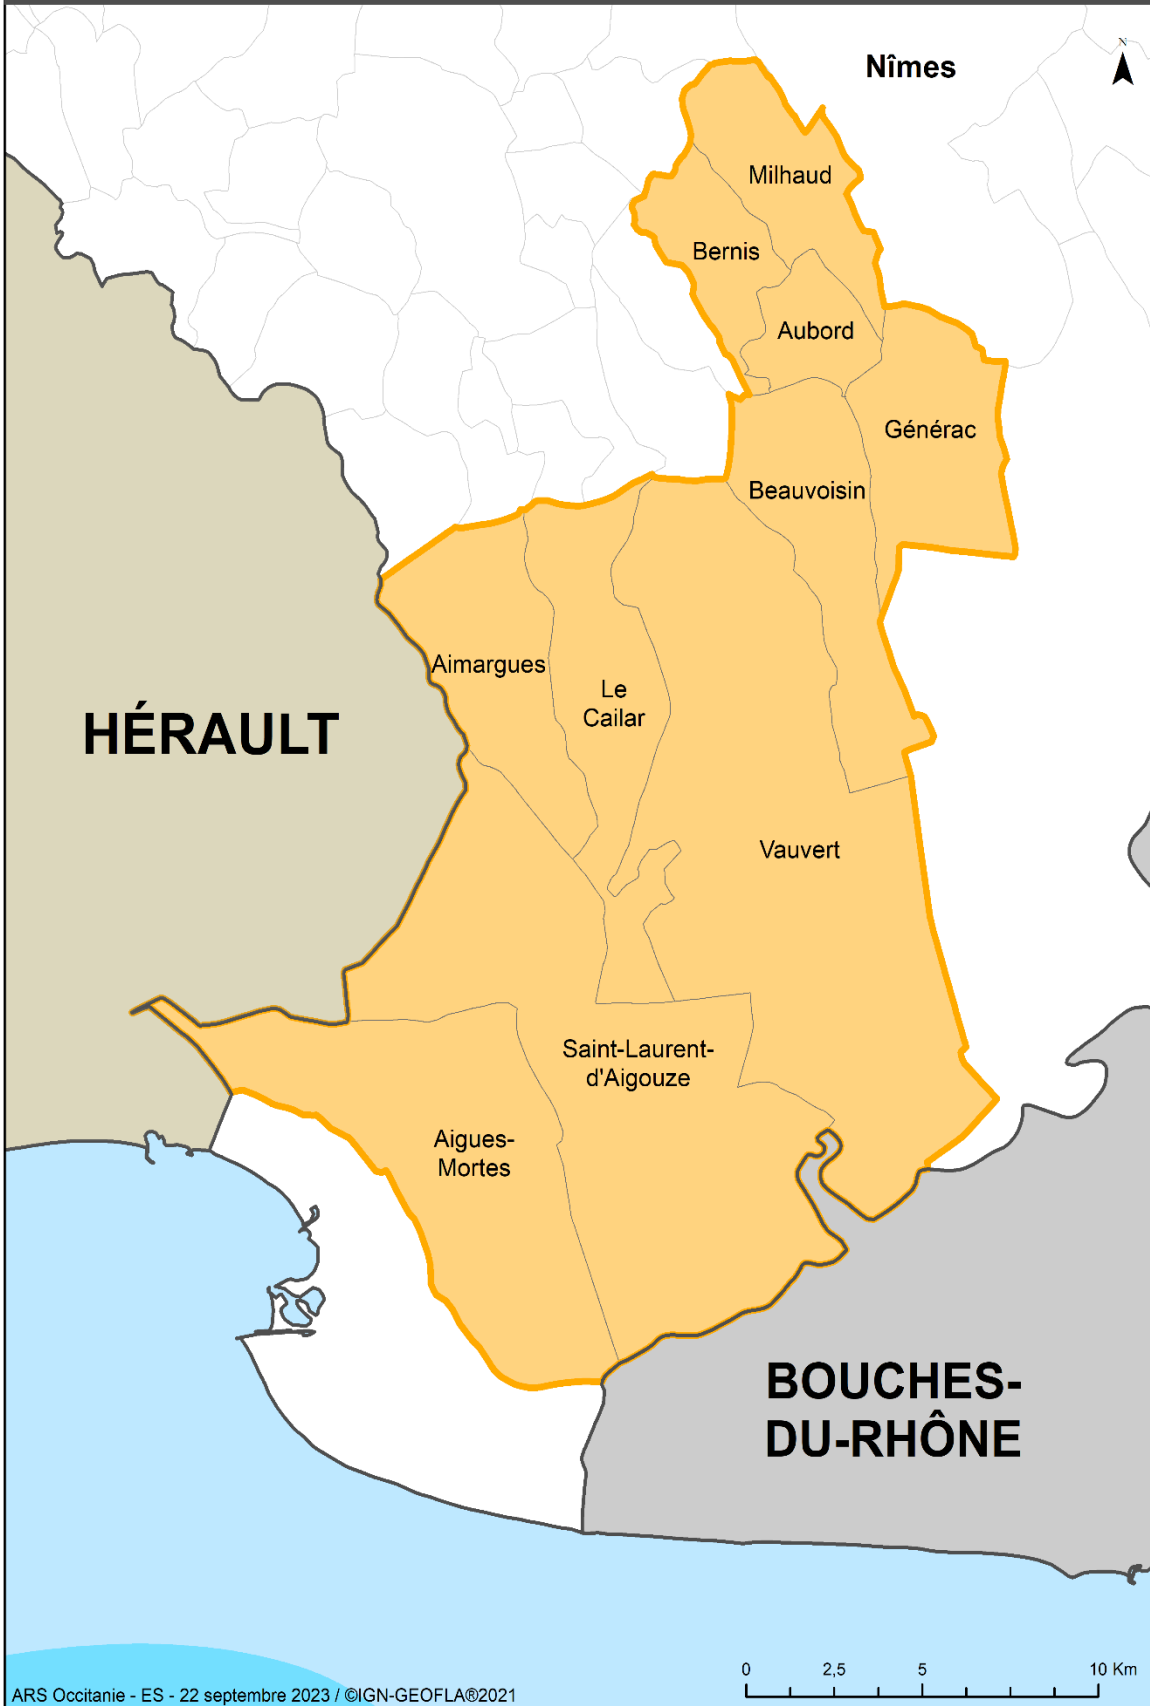 Nîmes
N
Milhaud
Bernis
Aubord
Générac
Beauvoisin
Aimargues
Le
Cailar
HÉRAULT
Vauvert
Saint-Laurent-
d'Aigouze
Aigues-
Mortes
BOUCHES-
DU-RHÔNE
0 2,5 5 10 Km
ARS Occitanie - ES - 22 septembre 2023 / ©IGN-GEOFLA®2021